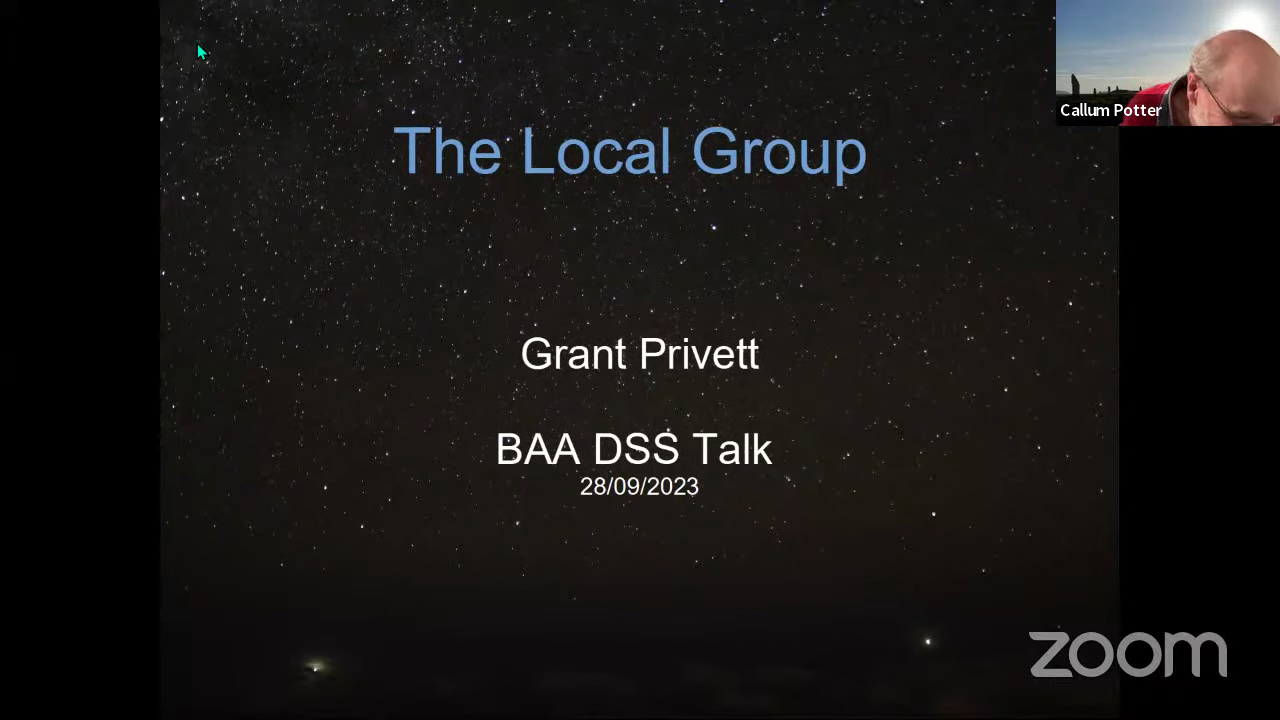 The Local Group
Callum Potter
Grant Privett
BAA DSS Talk
28/09/2023
zoom